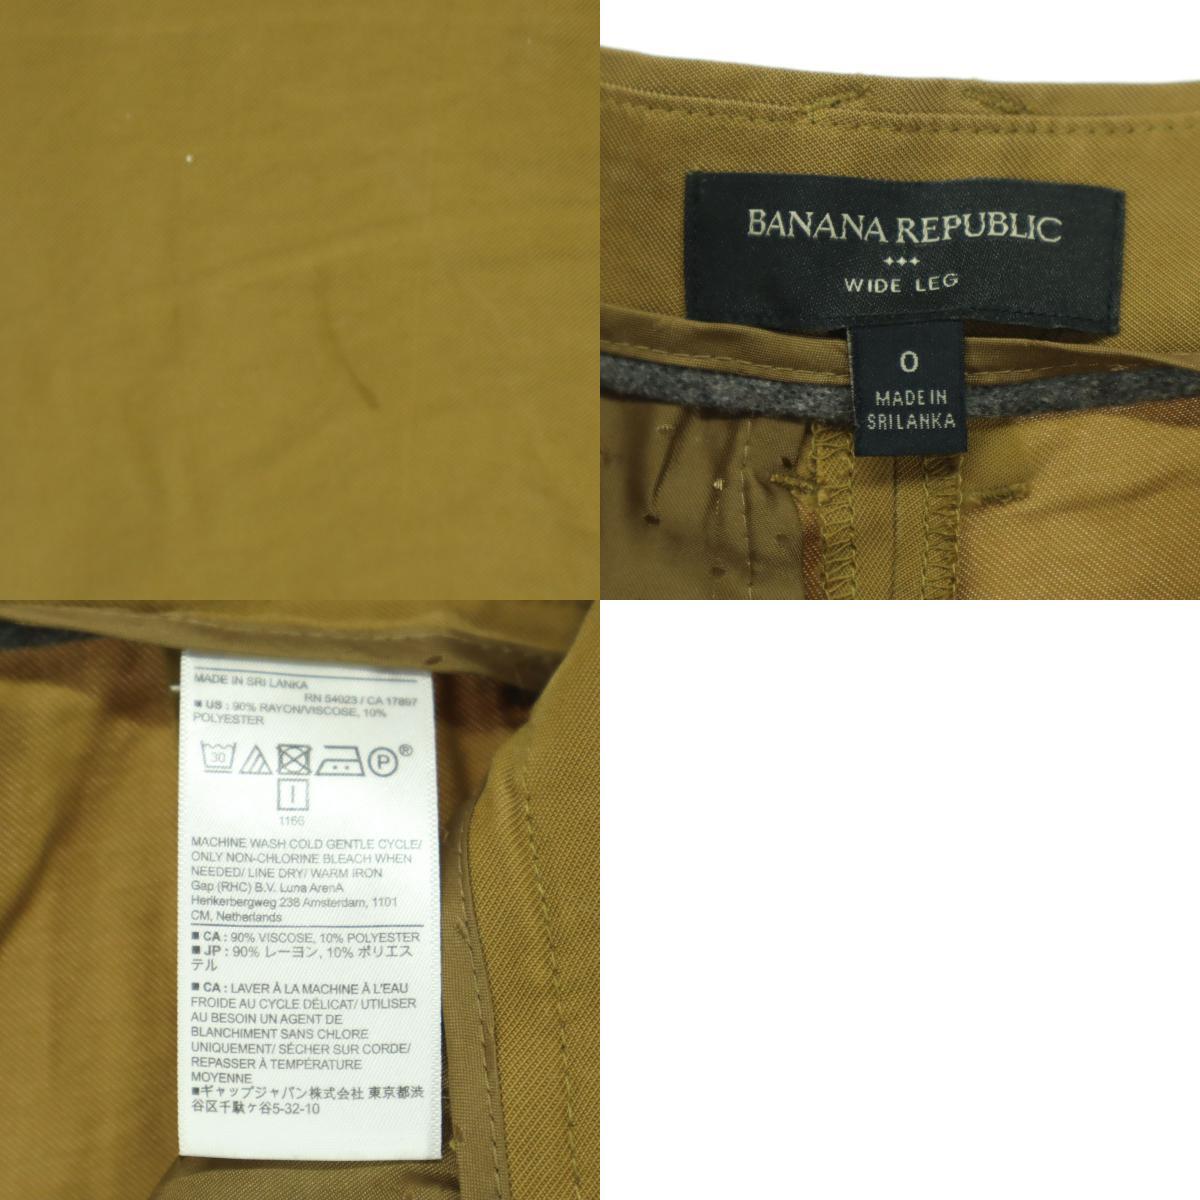 BANANA REPUBLIC
WIDE LEG
0
MADE IN
SRI LANKA
MADE IN SRI LANKA
RN 54023 / CA 17897
■ US : 90% RAYON/VISCOSE, 10%
POLYESTER
30
P ®
1166
MACHINE WASH COLD GENTLE CYCLE/
ONLY NON-CHLORINE BLEACH WHEN
NEEDED/ LINE DRY/ WARM IRON
Gap (RHC) B.V. Luna ArenA
Herikerbergweg 238 Amsterdam, 1101
CM, Netherlands
■ CA : 90% VISCOSE, 10% POLYESTER
■ JP : 90% レーヨン, 10% ポリエス
テル
■ CA : LAVER À LA MACHINE À L'EAU
FROIDE AU CYCLE DÉLICAT/ UTILISER
AU BESOIN UN AGENT DE
BLANCHIMENT SANS CHLORE
UNIQUEMENT/ SÉCHER SUR CORDE/
REPASSER À TEMPÉRATURE
MOYENNE
■ギャップジャパン株式会社 東京都渋
谷区千駄ヶ谷5-32-10